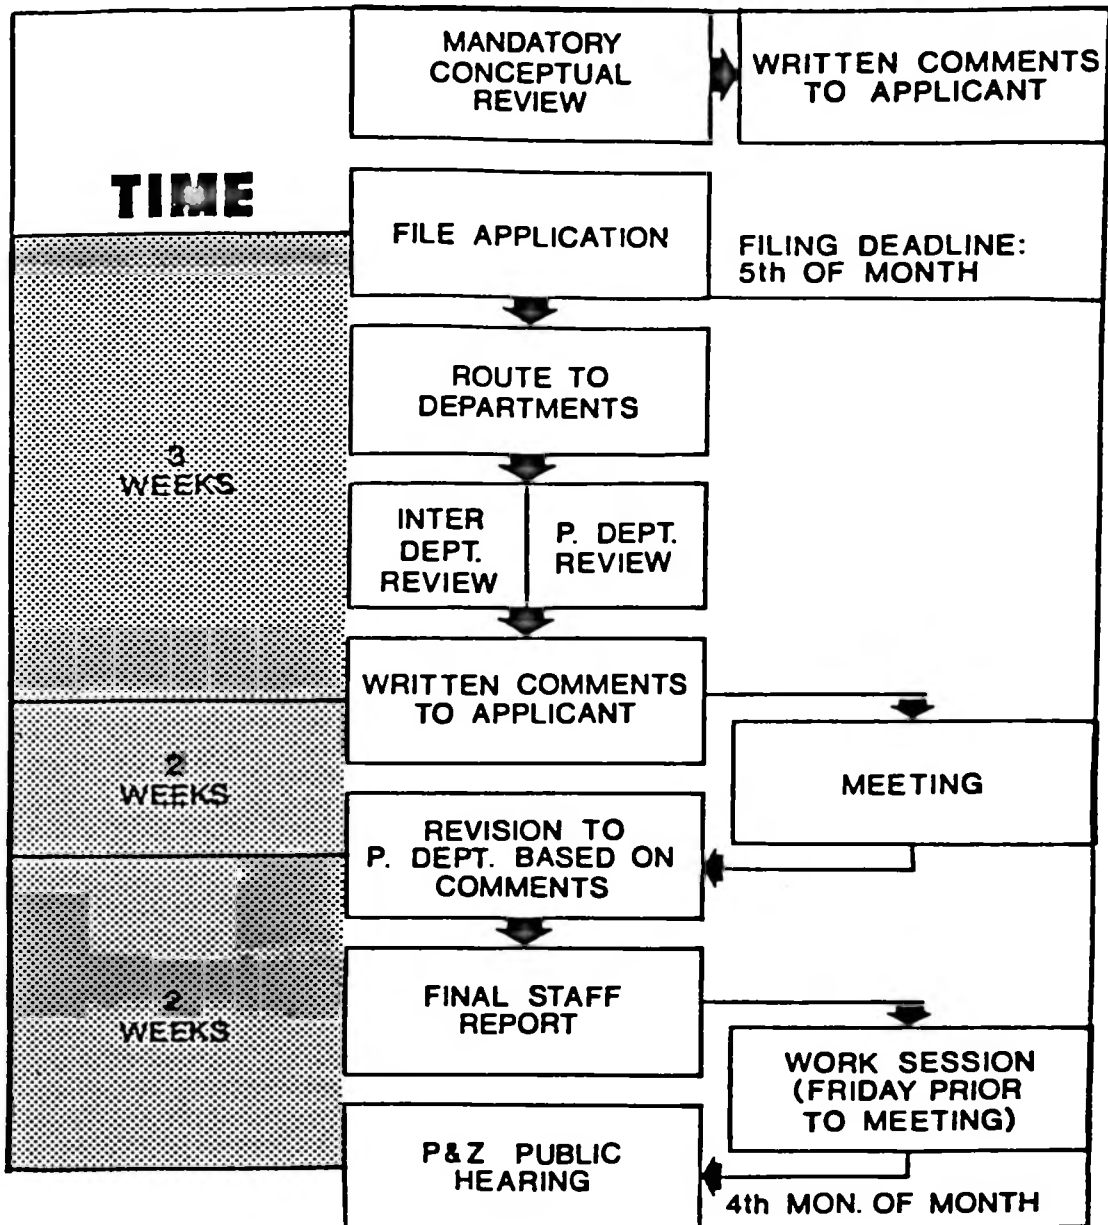 MANDATORY
CONCEPTUAL
REVIEW
WRITTEN COMMENTS
TO APPLICANT
TIME
FILE APPLICATION
FILING DEADLINE:
5th OF MONTH
ROUTE TO
DEPARTMENTS
3
WEEKS
INTER
DEPT.
REVIEW
P. DEPT.
REVIEW
WRITTEN COMMENTS
TO APPLICANT
2
WEEKS
MEETING
REVISION TO
P. DEPT. BASED ON
COMMENTS
FINAL STAFF
REPORT
2
WEEKS
WORK SESSION
(FRIDAY PRIOR
TO MEETING)
P&Z PUBLIC
HEARING
4th MON. OF MONTH